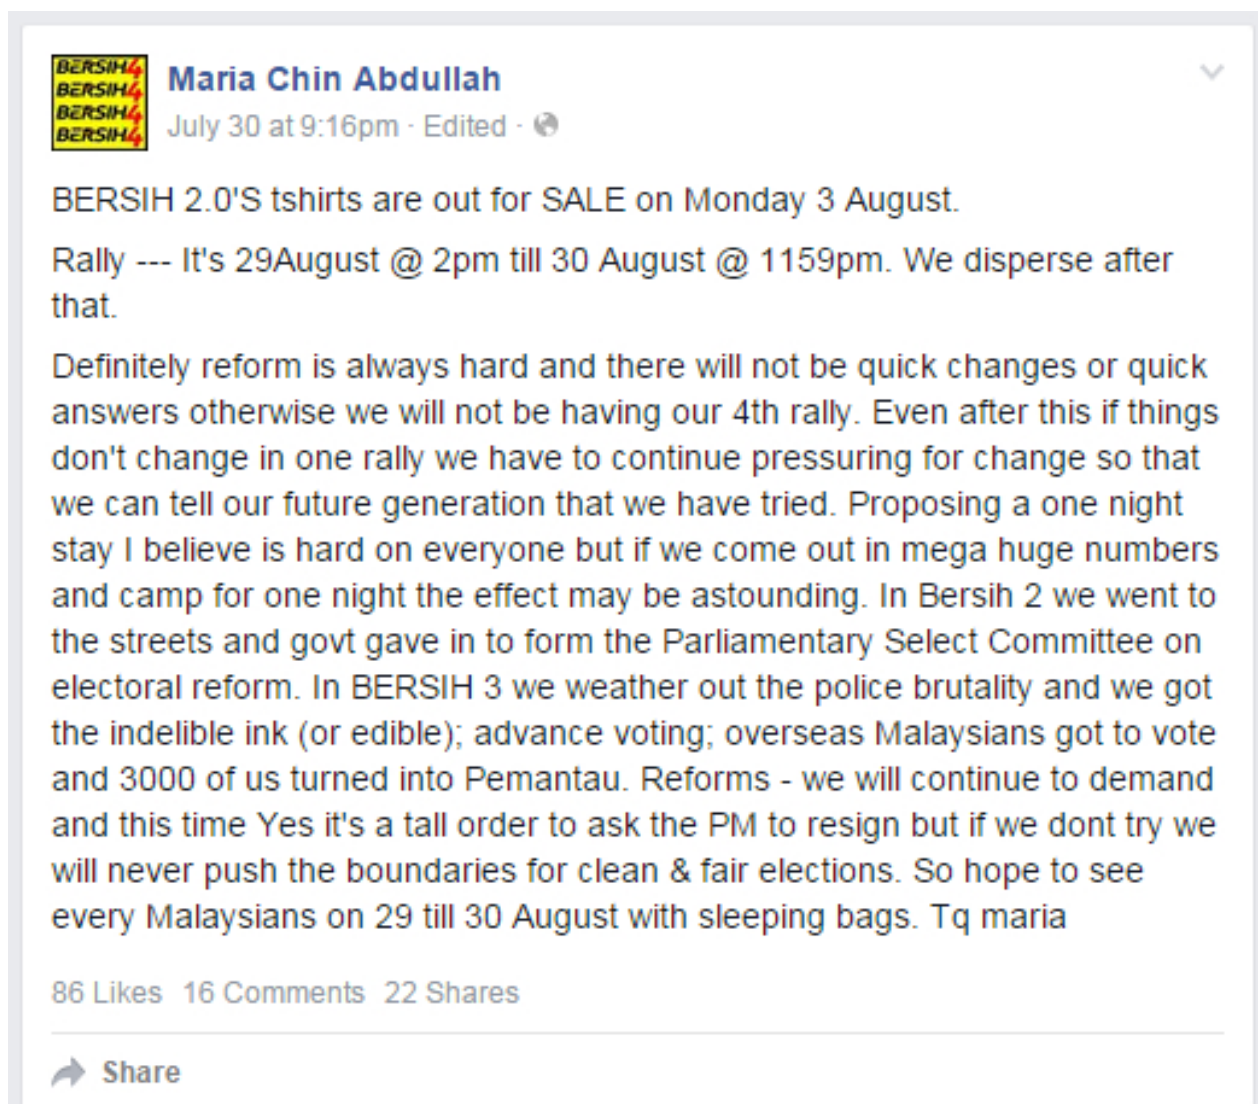 BERSIH4
BERSIH4
BERSIH4
BERSIH4
Maria Chin Abdullah
July 30 at 9:16pm · Edited ·
BERSIH 2.0'S tshirts are out for SALE on Monday 3 August.
Rally --- It's 29August @ 2pm till 30 August @ 1159pm. We disperse after
that.
Definitely reform is always hard and there will not be quick changes or quick
answers otherwise we will not be having our 4th rally. Even after this if things
don't change in one rally we have to continue pressuring for change so that
we can tell our future generation that we have tried. Proposing a one night
stay I believe is hard on everyone but if we come out in mega huge numbers
and camp for one night the effect may be astounding. In Bersih 2 we went to
the streets and govt gave in to form the Parliamentary Select Committee on
electoral reform. In BERSIH 3 we weather out the police brutality and we got
the indelible ink (or edible); advance voting; overseas Malaysians got to vote
and 3000 of us turned into Pemantau. Reforms - we will continue to demand
and this time Yes it's a tall order to ask the PM to resign but if we dont try we
will never push the boundaries for clean & fair elections. So hope to see
every Malaysians on 29 till 30 August with sleeping bags. Tq maria
86 Likes 16 Comments 22 Shares
Share